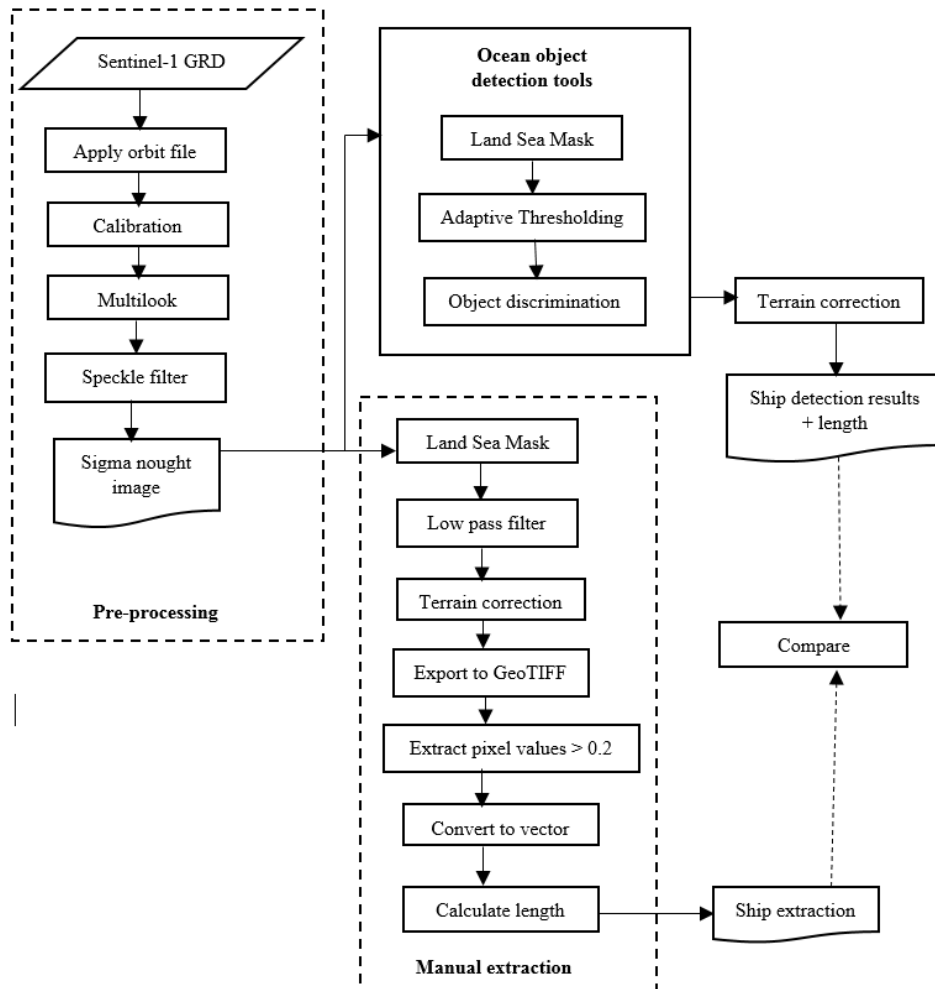 Sentinel-1 GRD
Apply orbit file
Calibration
Multilook
Speckle filter
Sigma nought
image
Pre-processing
Ocean object
detection tools
Land Sea Mask
Adaptive Thresholding
Object discrimination
Terrain correction
Ship detection results
+ length
Land Sea Mask
Low pass filter
Terrain correction
Export to GeoTIFF
Extract pixel values > 0.2
Convert to vector
Calculate length
Manual extraction
Ship extraction
Compare